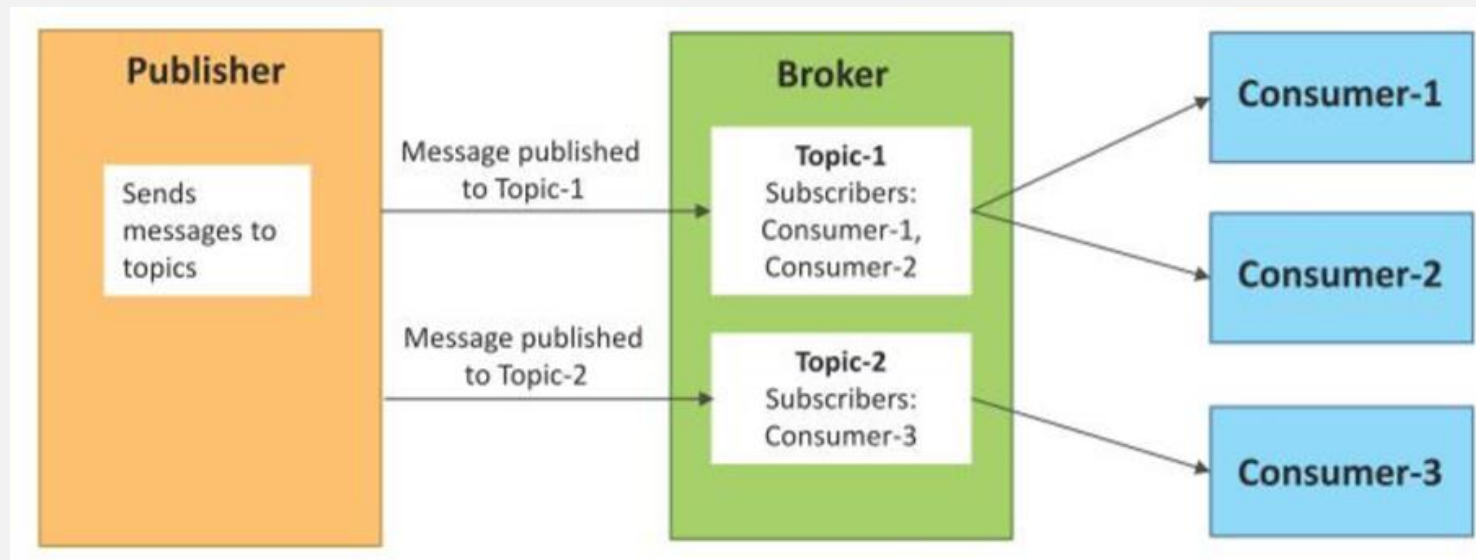 Publisher
Sends
messages to
topics
Message published
to Topic-1
Message published
to Topic-2
Broker
Topic-1
Subscribers:
Consumer-1,
Consumer-2
Topic-2
Subscribers:
Consumer-3
Consumer-1
Consumer-2
Consumer-3